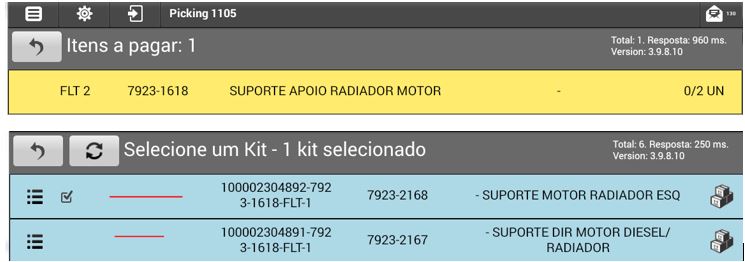 Picking 1105
130
Itens a pagar: 1
Total: 1. Resposta: 960 ms.
Version: 3.9.8.10
FLT 2 7923-1618 SUPORTE APOIO RADIADOR MOTOR - 0/2 UN
Selecione um Kit - 1 kit selecionado
Total: 6. Resposta: 250 ms.
Version: 3.9.8.10
100002304892-792
3-1618-FLT-1
7923-2168
- SUPORTE MOTOR RADIADOR ESQ
100002304891-792
3-1618-FLT-1
7923-2167
- SUPORTE DIR MOTOR DIESEL/
RADIADOR